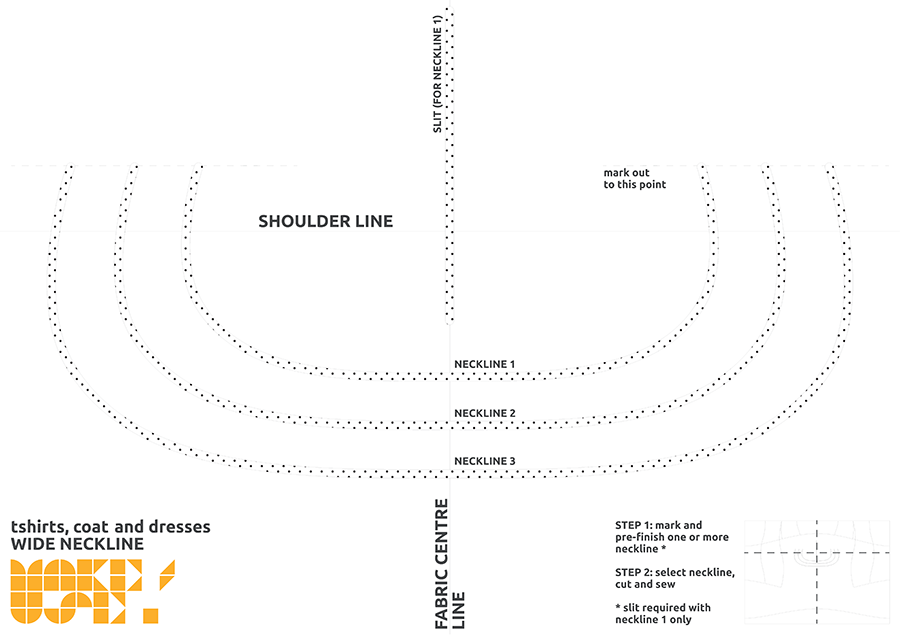 SLIT (FOR NECKLINE 1)
mark out
to this point
SHOULDER LINE
NECKLINE 1
NECKLINE 2
NECKLINE 3
FABRIC CENTRE
LINE
tshirts, coat and dresses
WIDE NECKLINE
MAKE/
USE.
STEP 1: mark and
pre-finish one or more
neckline *
STEP 2: select neckline,
cut and sew
* slit required with
neckline 1 only